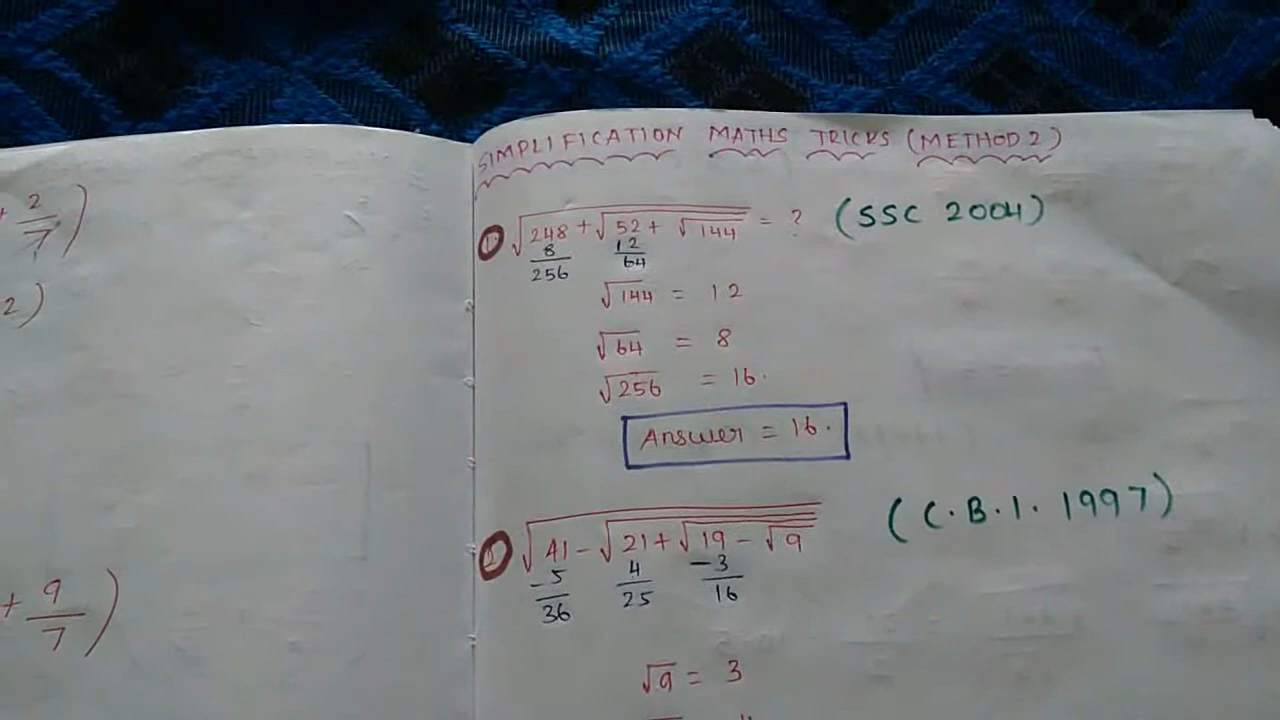 + 2/7)
2)
+ 9/7)
SIMPLIFICATION MATHS TRICKS (METHOD 2)
1 √248 + √52 + √144 = ? (SSC 2004)
8 12
256 64
√144 = 12
√64 = 8
√256 = 16.
Answer = 16.
2 √41 - √21 + √19 - √9 (C.B.I. 1997)
-5 4 -3
36 25 16
√9 = 3